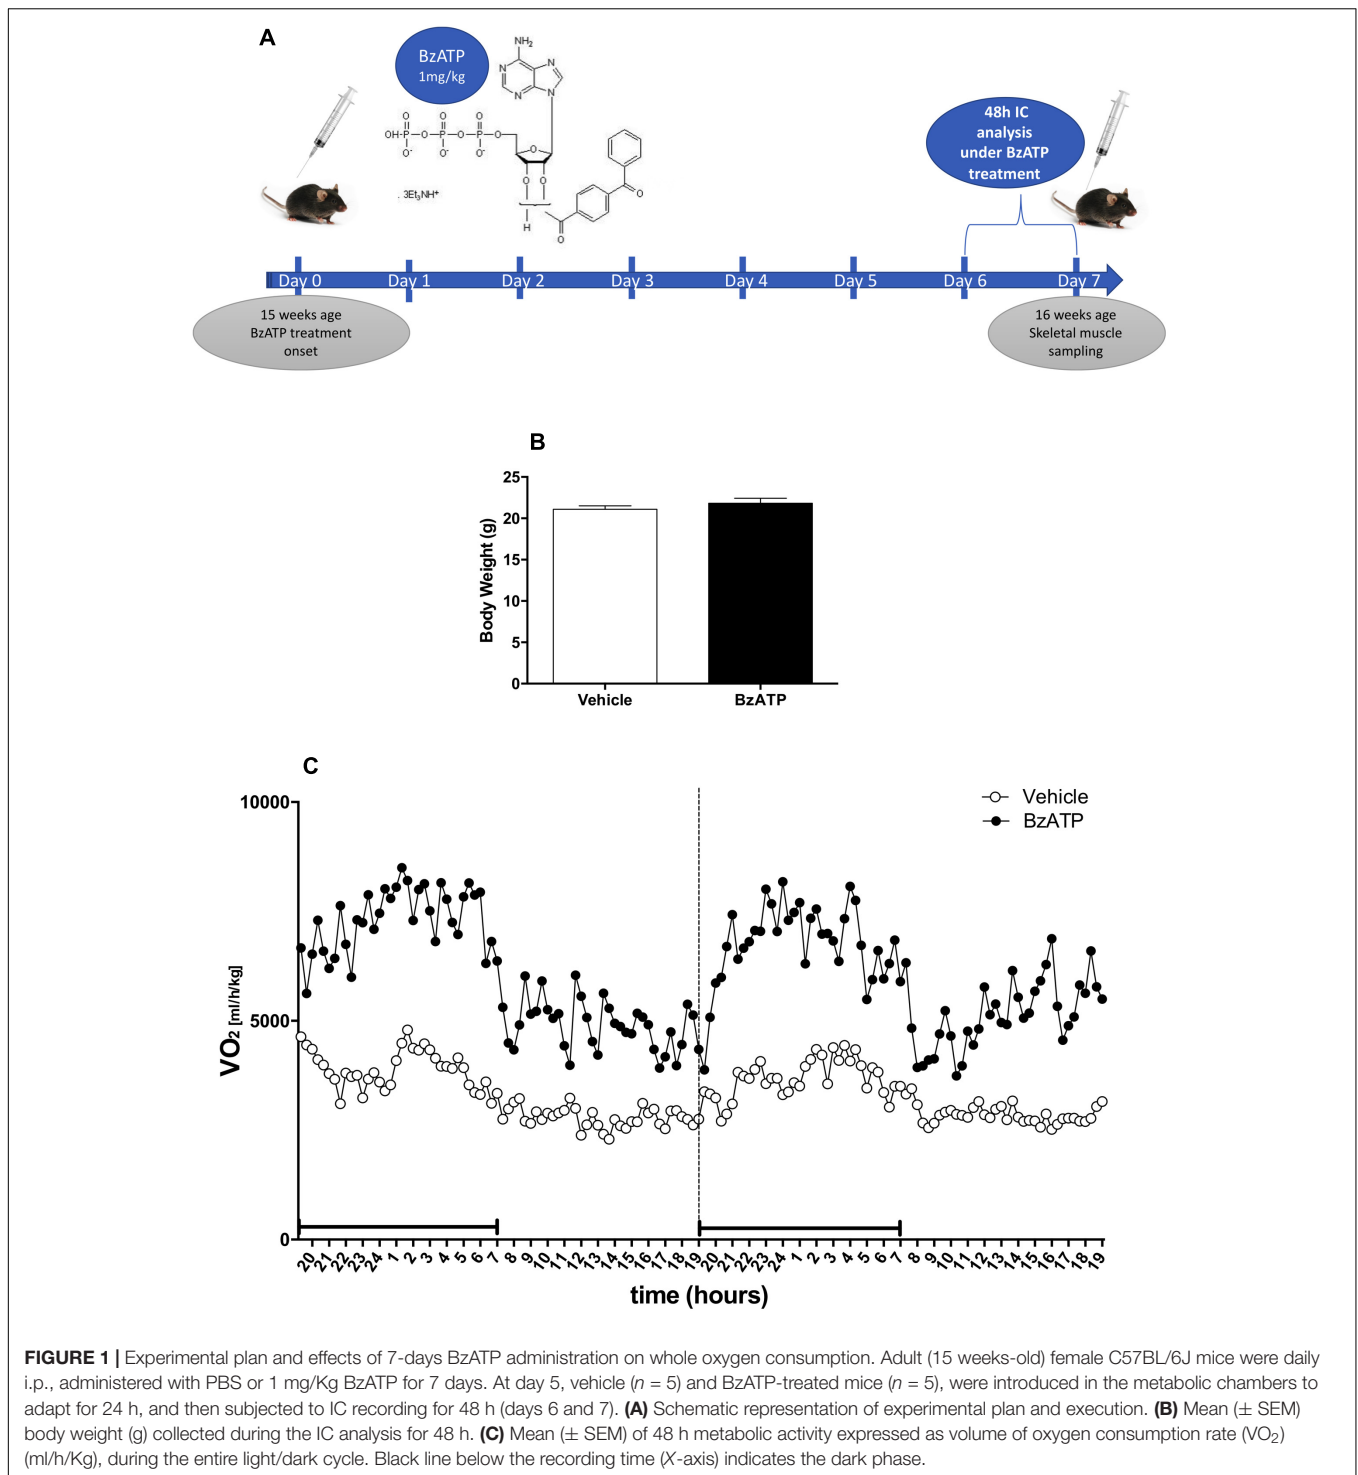 A
BzATP
1mg/kg
NH2
N
N
N
N
O
O
O
OH-P-O-P-O-P-O
O-
O-
O-
O
O
O
H
O
O
. 3Et3NH+
48h IC
analysis
under BzATP
treatment
Day 0
Day 1
Day 2
Day 3
Day 4
Day 5
Day 6
Day 7
15 weeks age
BzATP treatment
onset
16 weeks age
Skeletal muscle
sampling
B
25
20
15
10
5
0
Body Weight (g)
Vehicle
BzATP
C
10000
5000
0
VO2 [ml/h/kg]
Vehicle
BzATP
20 21 22 23 24 1 2 3 4 5 6 7 8 9 10 11 12 13 14 15 16 17 18 19 20 21 22 23 24 1 2 3 4 5 6 7 8 9 10 11 12 13 14 15 16 17 18 19
time (hours)
FIGURE 1 | Experimental plan and effects of 7-days BzATP administration on whole oxygen consumption. Adult (15 weeks-old) female C57BL/6J mice were daily
i.p., administered with PBS or 1 mg/Kg BzATP for 7 days. At day 5, vehicle (n = 5) and BzATP-treated mice (n = 5), were introduced in the metabolic chambers to
adapt for 24 h, and then subjected to IC recording for 48 h (days 6 and 7). (A) Schematic representation of experimental plan and execution. (B) Mean (± SEM)
body weight (g) collected during the IC analysis for 48 h. (C) Mean (± SEM) of 48 h metabolic activity expressed as volume of oxygen consumption rate (VO2)
(ml/h/Kg), during the entire light/dark cycle. Black line below the recording time (X-axis) indicates the dark phase.